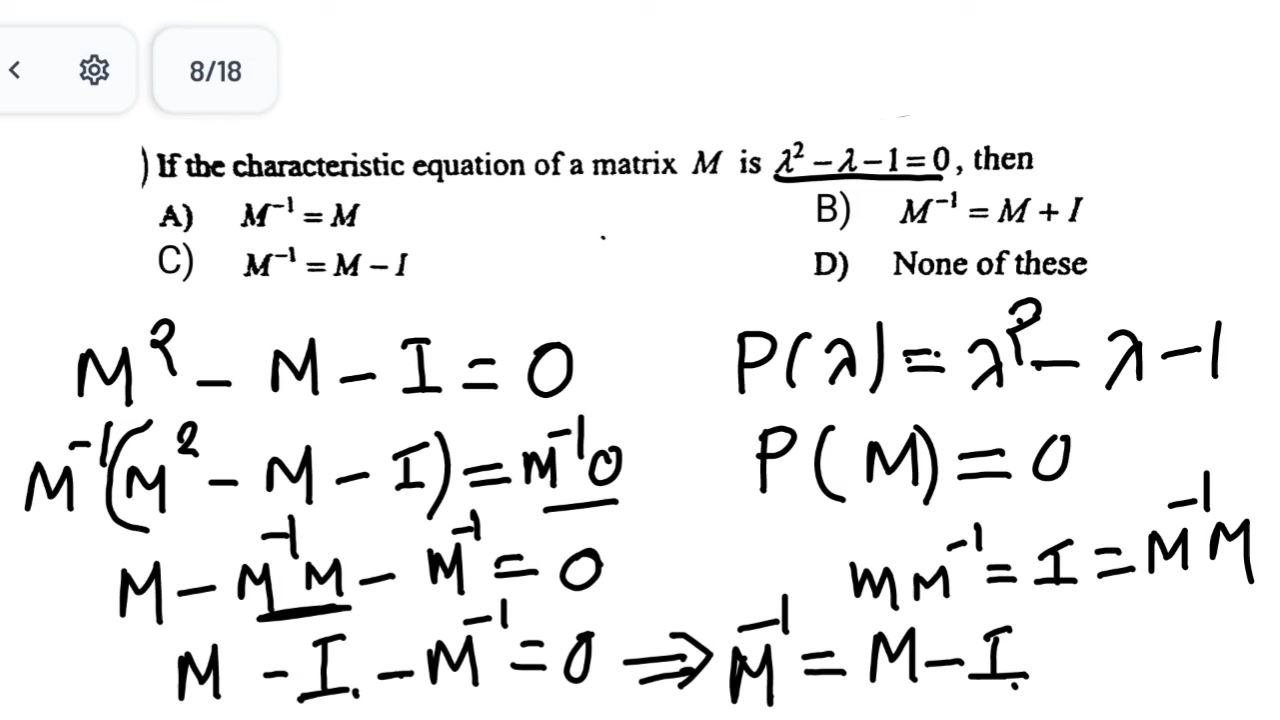 8/18
) If the characteristic equation of a matrix M is λ² − λ − 1 = 0, then
A) M⁻¹ = M B) M⁻¹ = M + I
C) M⁻¹ = M − I D) None of these
M² − M − I = 0 P(λ) = λ² − λ − 1
M⁻¹(M² − M − I) = M⁻¹0 P(M) = 0
M − M⁻¹M − M⁻¹ = 0 MM⁻¹ = I = M⁻¹M
M − I − M⁻¹ = 0 ⇒ M⁻¹ = M − I